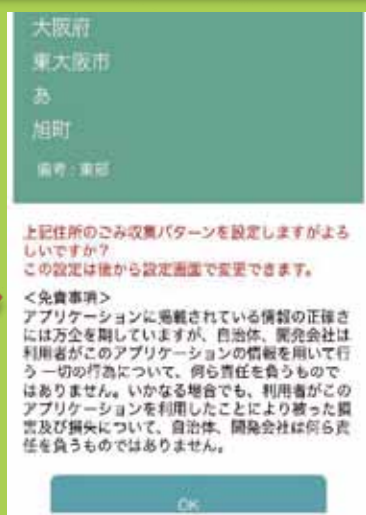 大阪府
東大阪市
あ
旭町
備考：東部
上記住所のごみ収集パターンを設定しますがよろ
しいですか？
この設定は後から設定画面で変更できます。
＜免責事項＞
アプリケーションに掲載されている情報の正確さ
には万全を期していますが、自治体、開発会社は
利用者がこのアプリケーションの情報を用いて行
う一切の行為について、何ら責任を負うもので
はありません。いかなる場合でも、利用者がこの
アプリケーションを利用したことにより被った損
害及び損失について、自治体、開発会社は何ら責
任を負うものではありません。
OK